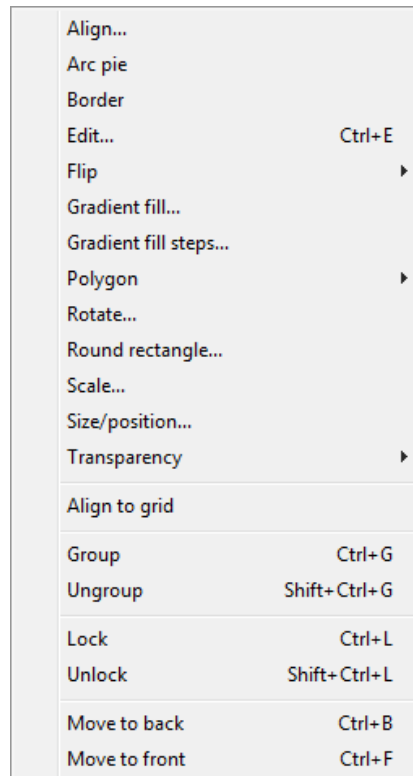 Align...
Arc pie
Border
Edit... Ctrl+E
Flip
Gradient fill...
Gradient fill steps...
Polygon
Rotate...
Round rectangle...
Scale...
Size/position...
Transparency
Align to grid
Group Ctrl+G
Ungroup Shift+Ctrl+G
Lock Ctrl+L
Unlock Shift+Ctrl+L
Move to back Ctrl+B
Move to front Ctrl+F